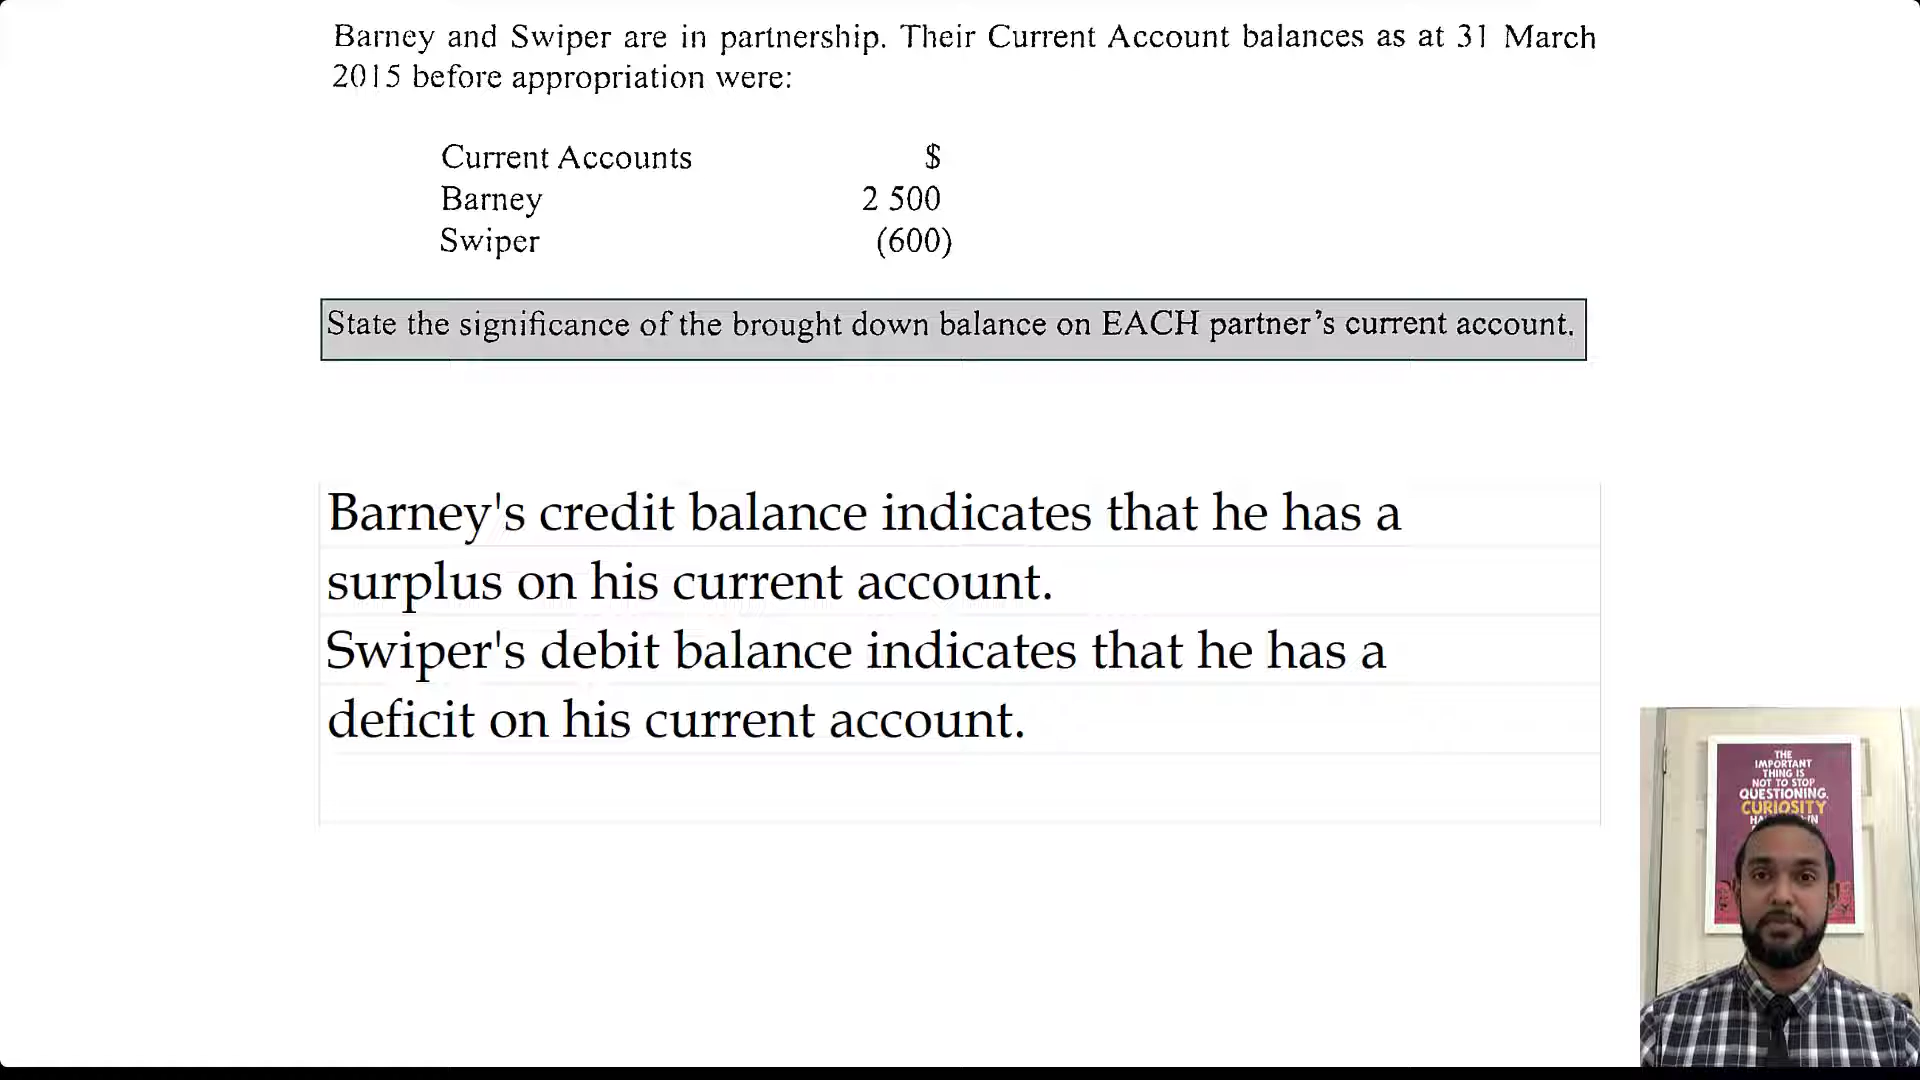 Barney and Swiper are in partnership. Their Current Account balances as at 31 March
2015 before appropriation were:
Current Accounts $
Barney 2 500
Swiper (600)
State the significance of the brought down balance on EACH partner's current account.
Barney's credit balance indicates that he has a
surplus on his current account.
Swiper's debit balance indicates that he has a
deficit on his current account.
THE
IMPORTANT
THING IS
NOT TO STOP
QUESTIONING.
CURIOSITY